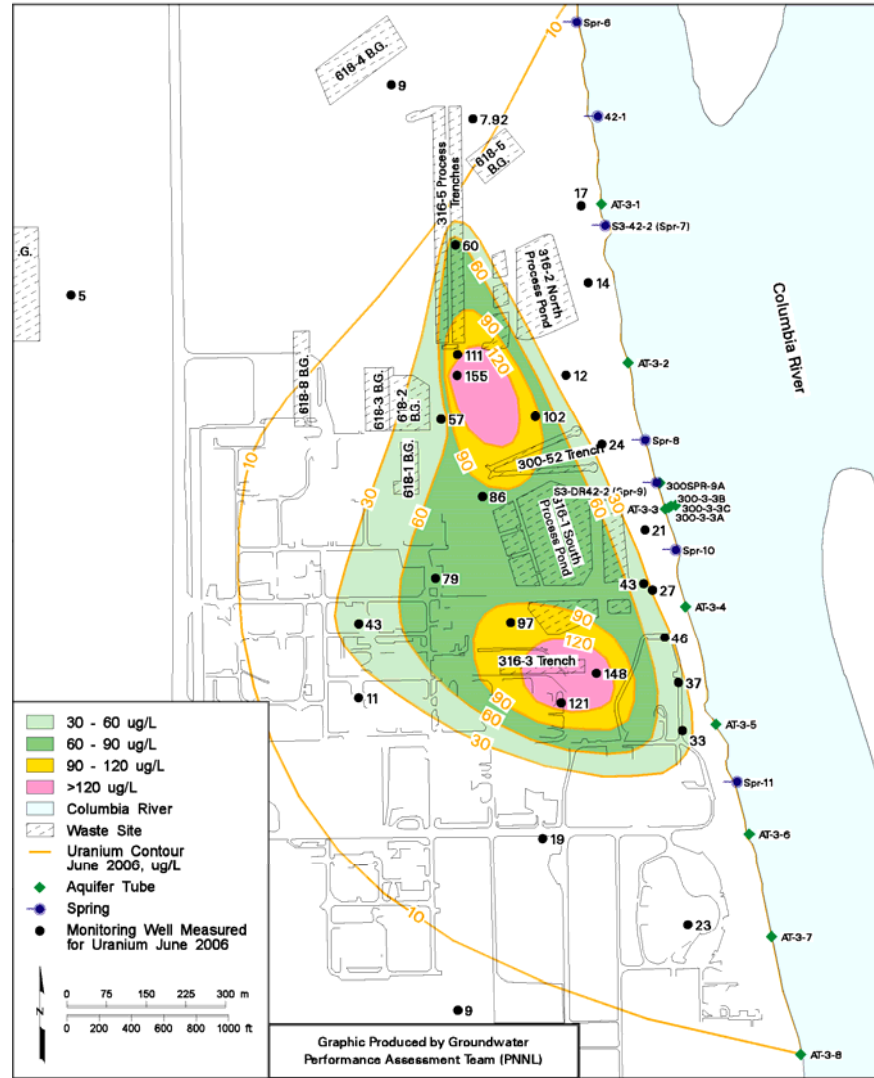 10
Spr-6
618-4 B.G.
9
7.92
42-1
618-5
B.G.
316-5 Process
Trenches
17
AT-3-1
S3-42-2 (Spr-7)
.G.
60
60
316-2 North
Process Pond
5
14
Columbia River
90
120
111
155
AT-3-2
12
618-8 B.G.
618-3 B.G.
618-2
B.G.
57
102
24
Spr-8
10
90
300-52 Trench
618-1 B.G.
30
60
86
S3-DR42-2 (Spr-9)
30
60
300SPR-9A
300-3-3B
AT-3-3
300-3-3C
300-3-3A
316-1 South
Process Pond
21
Spr-10
79
43
27
AT-3-4
43
97
90
120
46
316-3 Trench
148
37
11
121
90
60
30
33
AT-3-5
Spr-11
19
AT-3-6
10
23
AT-3-7
9
AT-3-8
30 - 60 ug/L
60 - 90 ug/L
90 - 120 ug/L
>120 ug/L
Columbia River
Waste Site
Uranium Contour
June 2006, ug/L
Aquifer Tube
Spring
Monitoring Well Measured
for Uranium June 2006
N
0 75 150 225 300 m
0 200 400 600 800 1000 ft
Graphic Produced by Groundwater
Performance Assessment Team (PNNL)